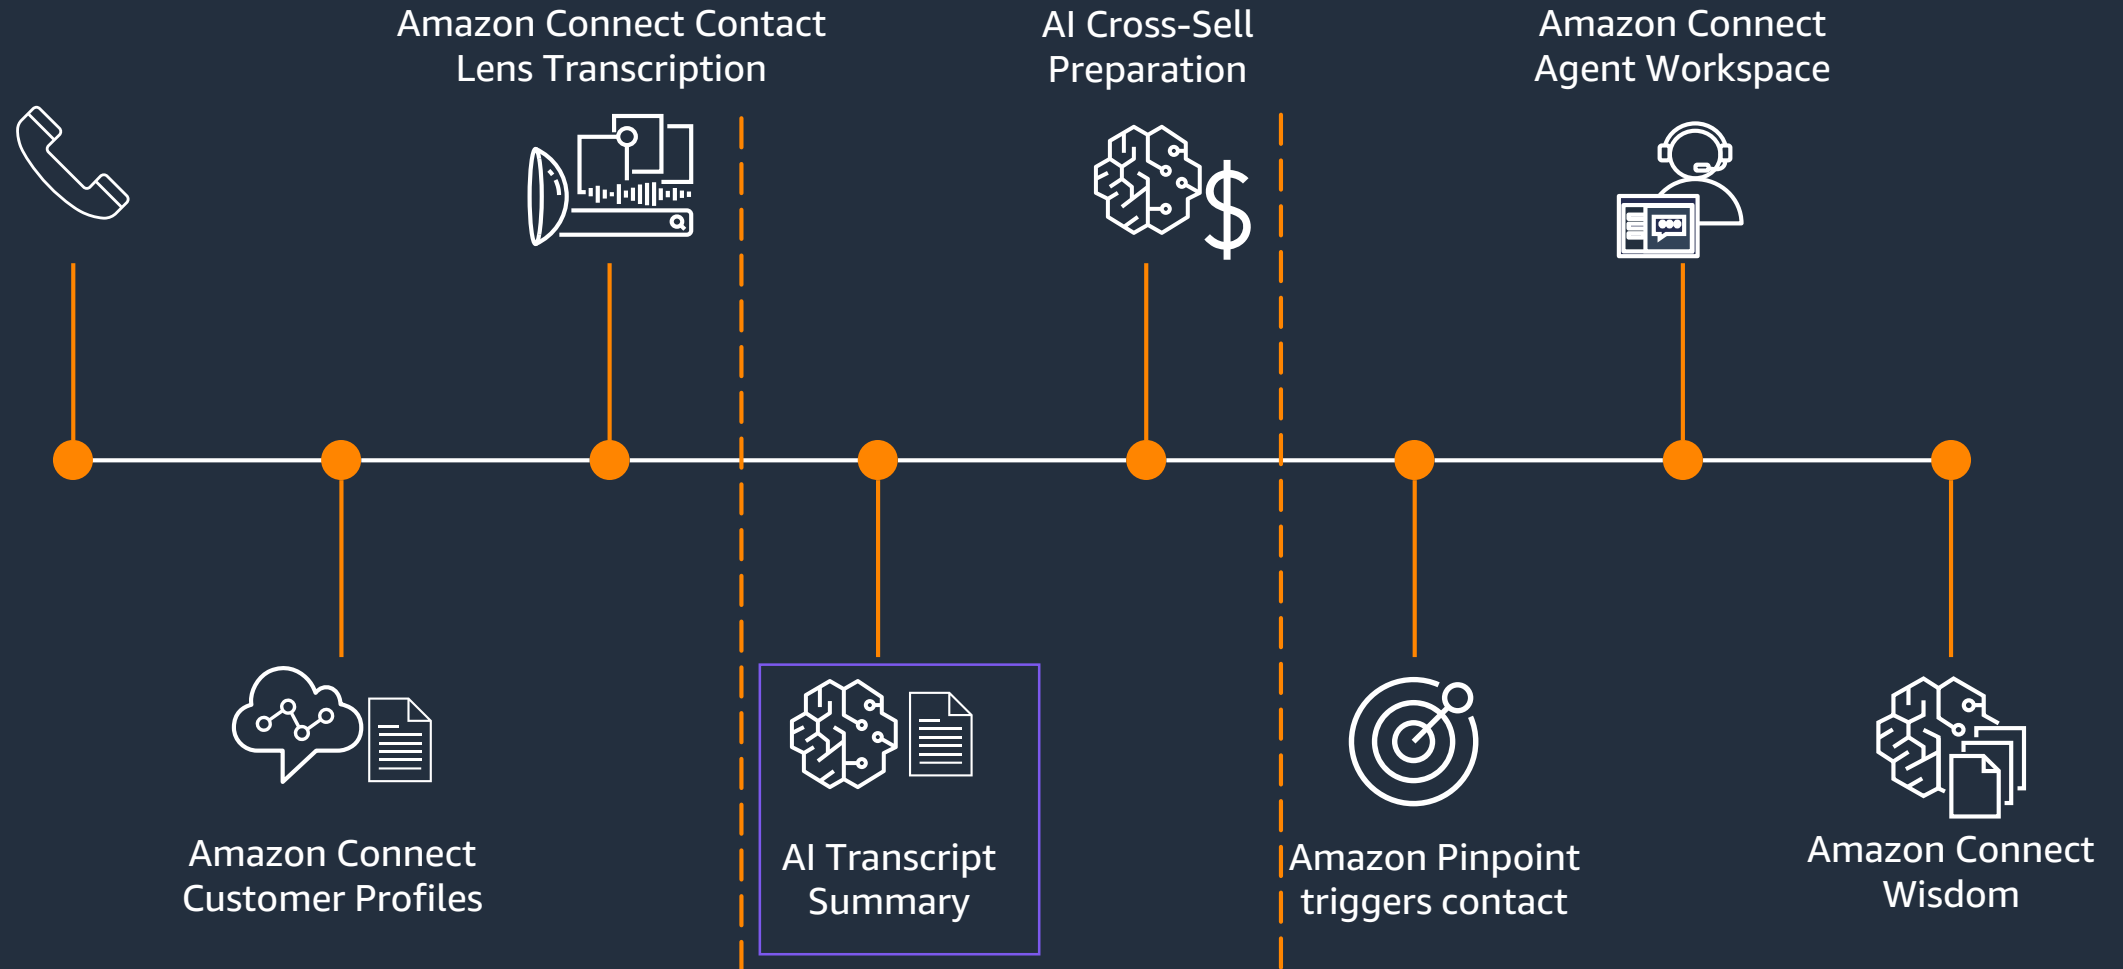 Amazon Connect Contact
Lens Transcription
AI Cross-Sell
Preparation
Amazon Connect
Agent Workspace
$
Amazon Connect
Customer Profiles
AI Transcript
Summary
Amazon Pinpoint
triggers contact
Amazon Connect
Wisdom